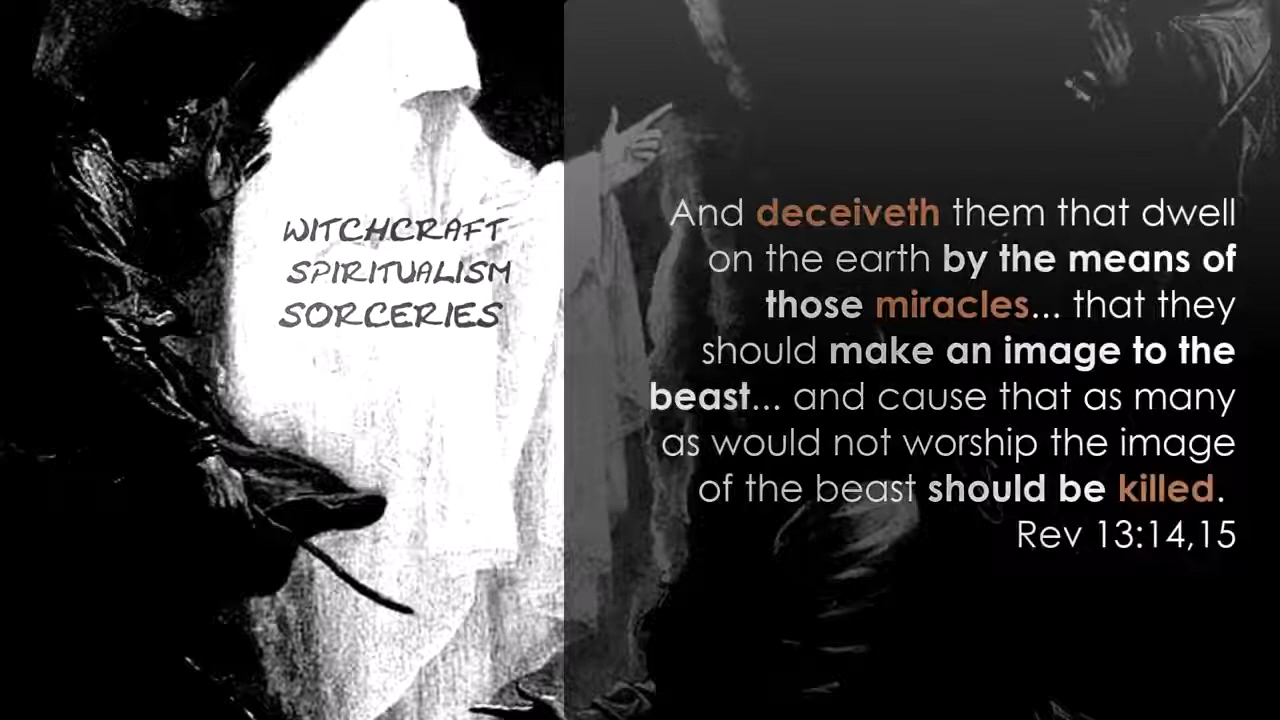 WITCHCRAFT
SPIRITUALISM
SORCERIES
And deceiveth them that dwell
on the earth by the means of
those miracles... that they
should make an image to the
beast... and cause that as many
as would not worship the image
of the beast should be killed.
Rev 13:14,15